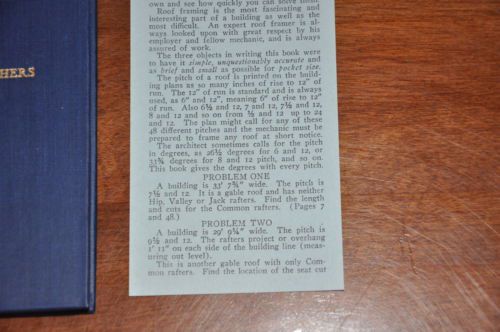 HERS
own and see how quickly you can solve them.
Roof framing is the most fascinating and
interesting part of a building as well as the
most difficult. An expert roof framer is al-
ways looked upon with great respect by his
employer and fellow mechanic, and is always
assured of work.
The three objects in writing this book were
to have it simple, unquestionably accurate and
as brief and small as possible for pocket size.
The pitch of a roof is printed on the build-
ing plans as so many inches of rise to 12" of
run. The 12" of run is standard and is always
used, as 6" and 12", meaning 6" of rise to 12"
of run. Also 6½ and 12, 7 and 12, 7½ and 12,
8 and 12 and so on from ½ and 12 up to 24
and 12. The plan might call for any of these
48 different pitches and the mechanic must be
prepared to frame any roof at short notice.
The architect sometimes calls for the pitch
in degrees, as 26½ degrees for 6 and 12, or
33¾ degrees for 8 and 12 pitch, and so on.
This book gives the degrees with every pitch.
PROBLEM ONE
A building is 33' 7¾" wide. The pitch is
7½ and 12. It is a gable roof and has neither
Hip, Valley or Jack rafters. Find the length
and cuts for the Common rafters. (Pages 7
and 48.)
PROBLEM TWO
A building is 29' 9¾" wide. The pitch is
9½ and 12. The rafters project or overhang
1' 11" on each side of the building line (meas-
uring out level).
This is another gable roof with only Com-
mon rafters. Find the location of the seat cut